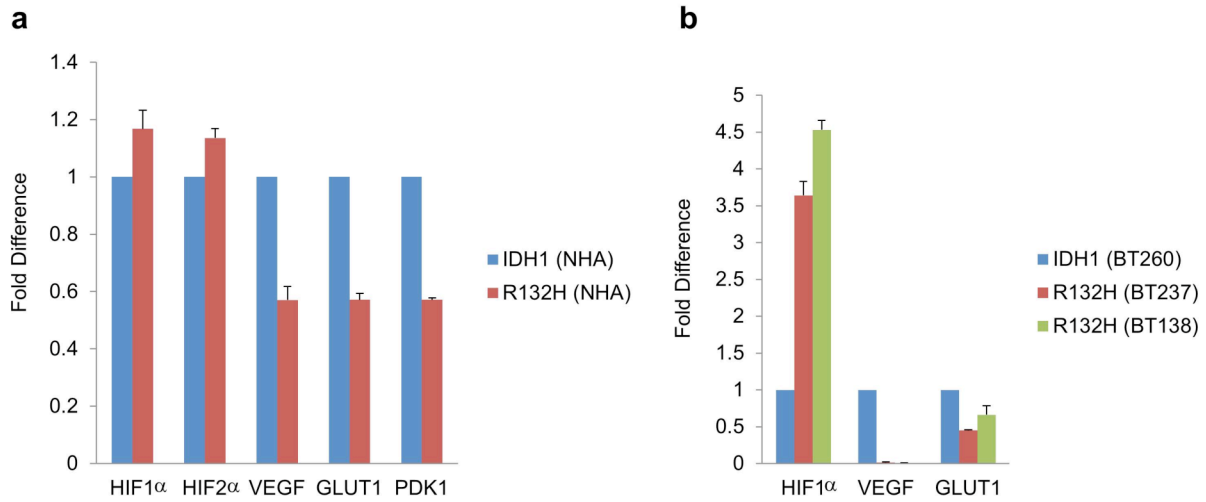 a
1.4
1.2
1
0.8
0.6
0.4
0.2
0
Fold Difference
HIF1α HIF2α VEGF GLUT1 PDK1
IDH1 (NHA)
R132H (NHA)
b
5
4.5
4
3.5
3
2.5
2
1.5
1
0.5
0
Fold Difference
HIF1α VEGF GLUT1
IDH1 (BT260)
R132H (BT237)
R132H (BT138)